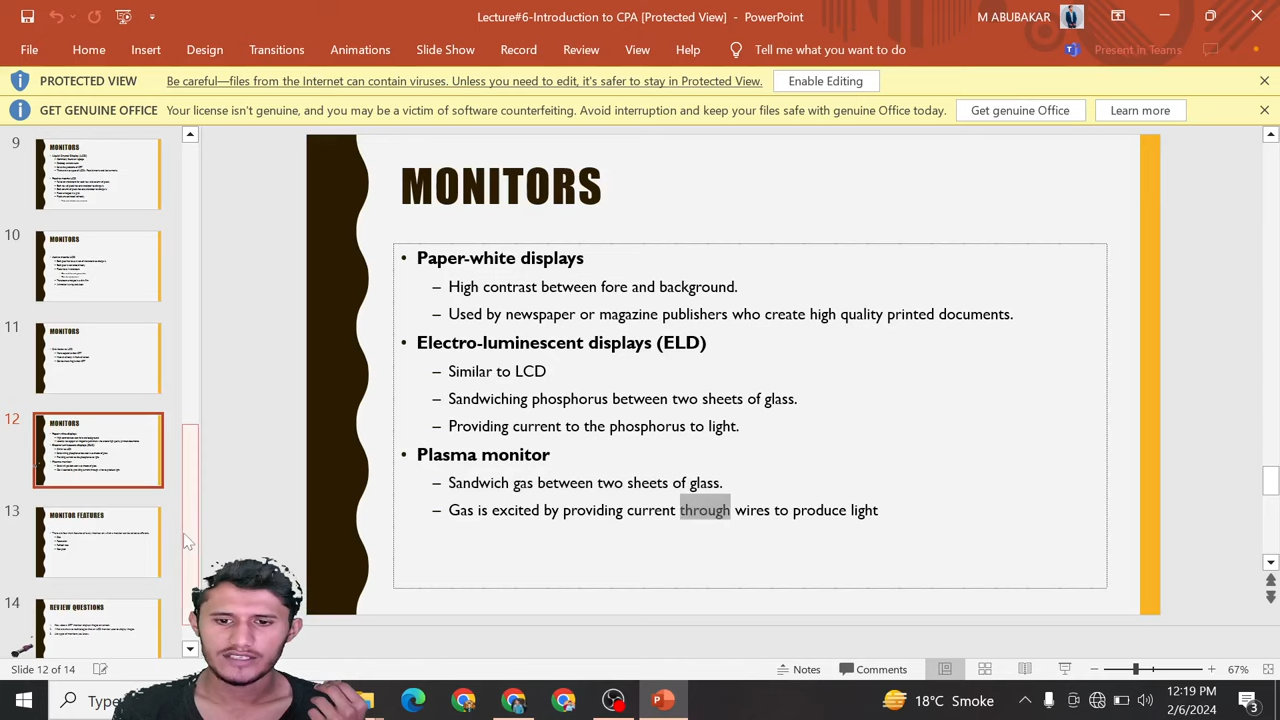 Lecture#6-Introduction to CPA [Protected View] - PowerPoint
M ABUBAKAR
File Home Insert Design Transitions Animations Slide Show Record Review View Help Tell me what you want to do Present in Teams
PROTECTED VIEW Be careful—files from the Internet can contain viruses. Unless you need to edit, it's safer to stay in Protected View. Enable Editing
GET GENUINE OFFICE Your license isn't genuine, and you may be a victim of software counterfeiting. Avoid interruption and keep your files safe with genuine Office today. Get genuine Office Learn more
9
MONITORS
10
MONITORS
11
MONITORS
12
MONITORS
13
MONITOR FEATURES
14
REVIEW QUESTIONS
MONITORS
• Paper-white displays
– High contrast between fore and background.
– Used by newspaper or magazine publishers who create high quality printed documents.
• Electro-luminescent displays (ELD)
– Similar to LCD
– Sandwiching phosphorus between two sheets of glass.
– Providing current to the phosphorus to light.
• Plasma monitor
– Sandwich gas between two sheets of glass.
– Gas is excited by providing current through wires to produce light
Slide 12 of 14
Notes Comments 67%
Type
18°C Smoke
12:19 PM
2/6/2024
3